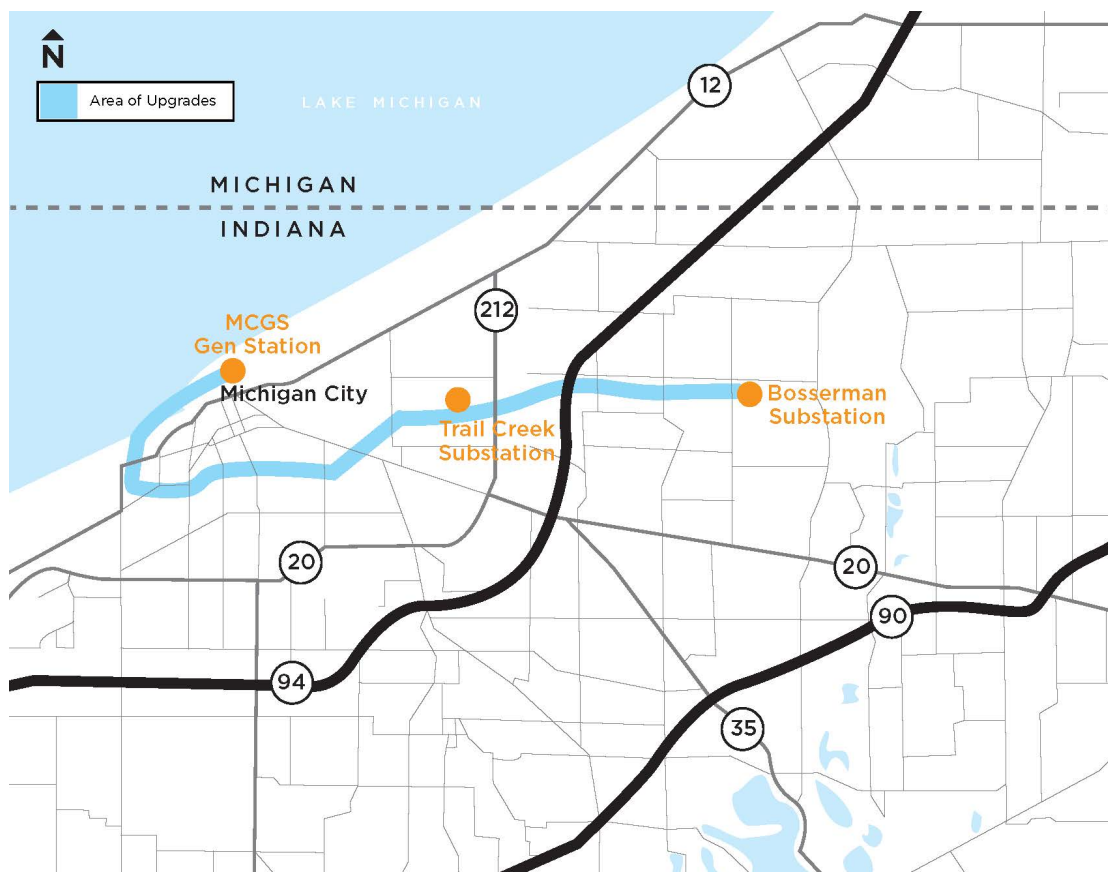 N
Area of Upgrades
LAKE MICHIGAN
12
MICHIGAN
INDIANA
212
MCGS
Gen Station
Michigan City
Trail Creek
Substation
Bosserman
Substation
20
20
90
94
35